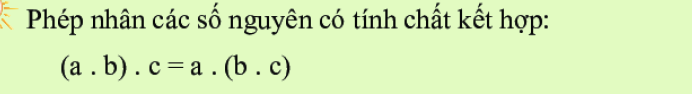 Phép nhân các số nguyên có tính chất kết hợp:
(a . b) . c = a . (b . c)